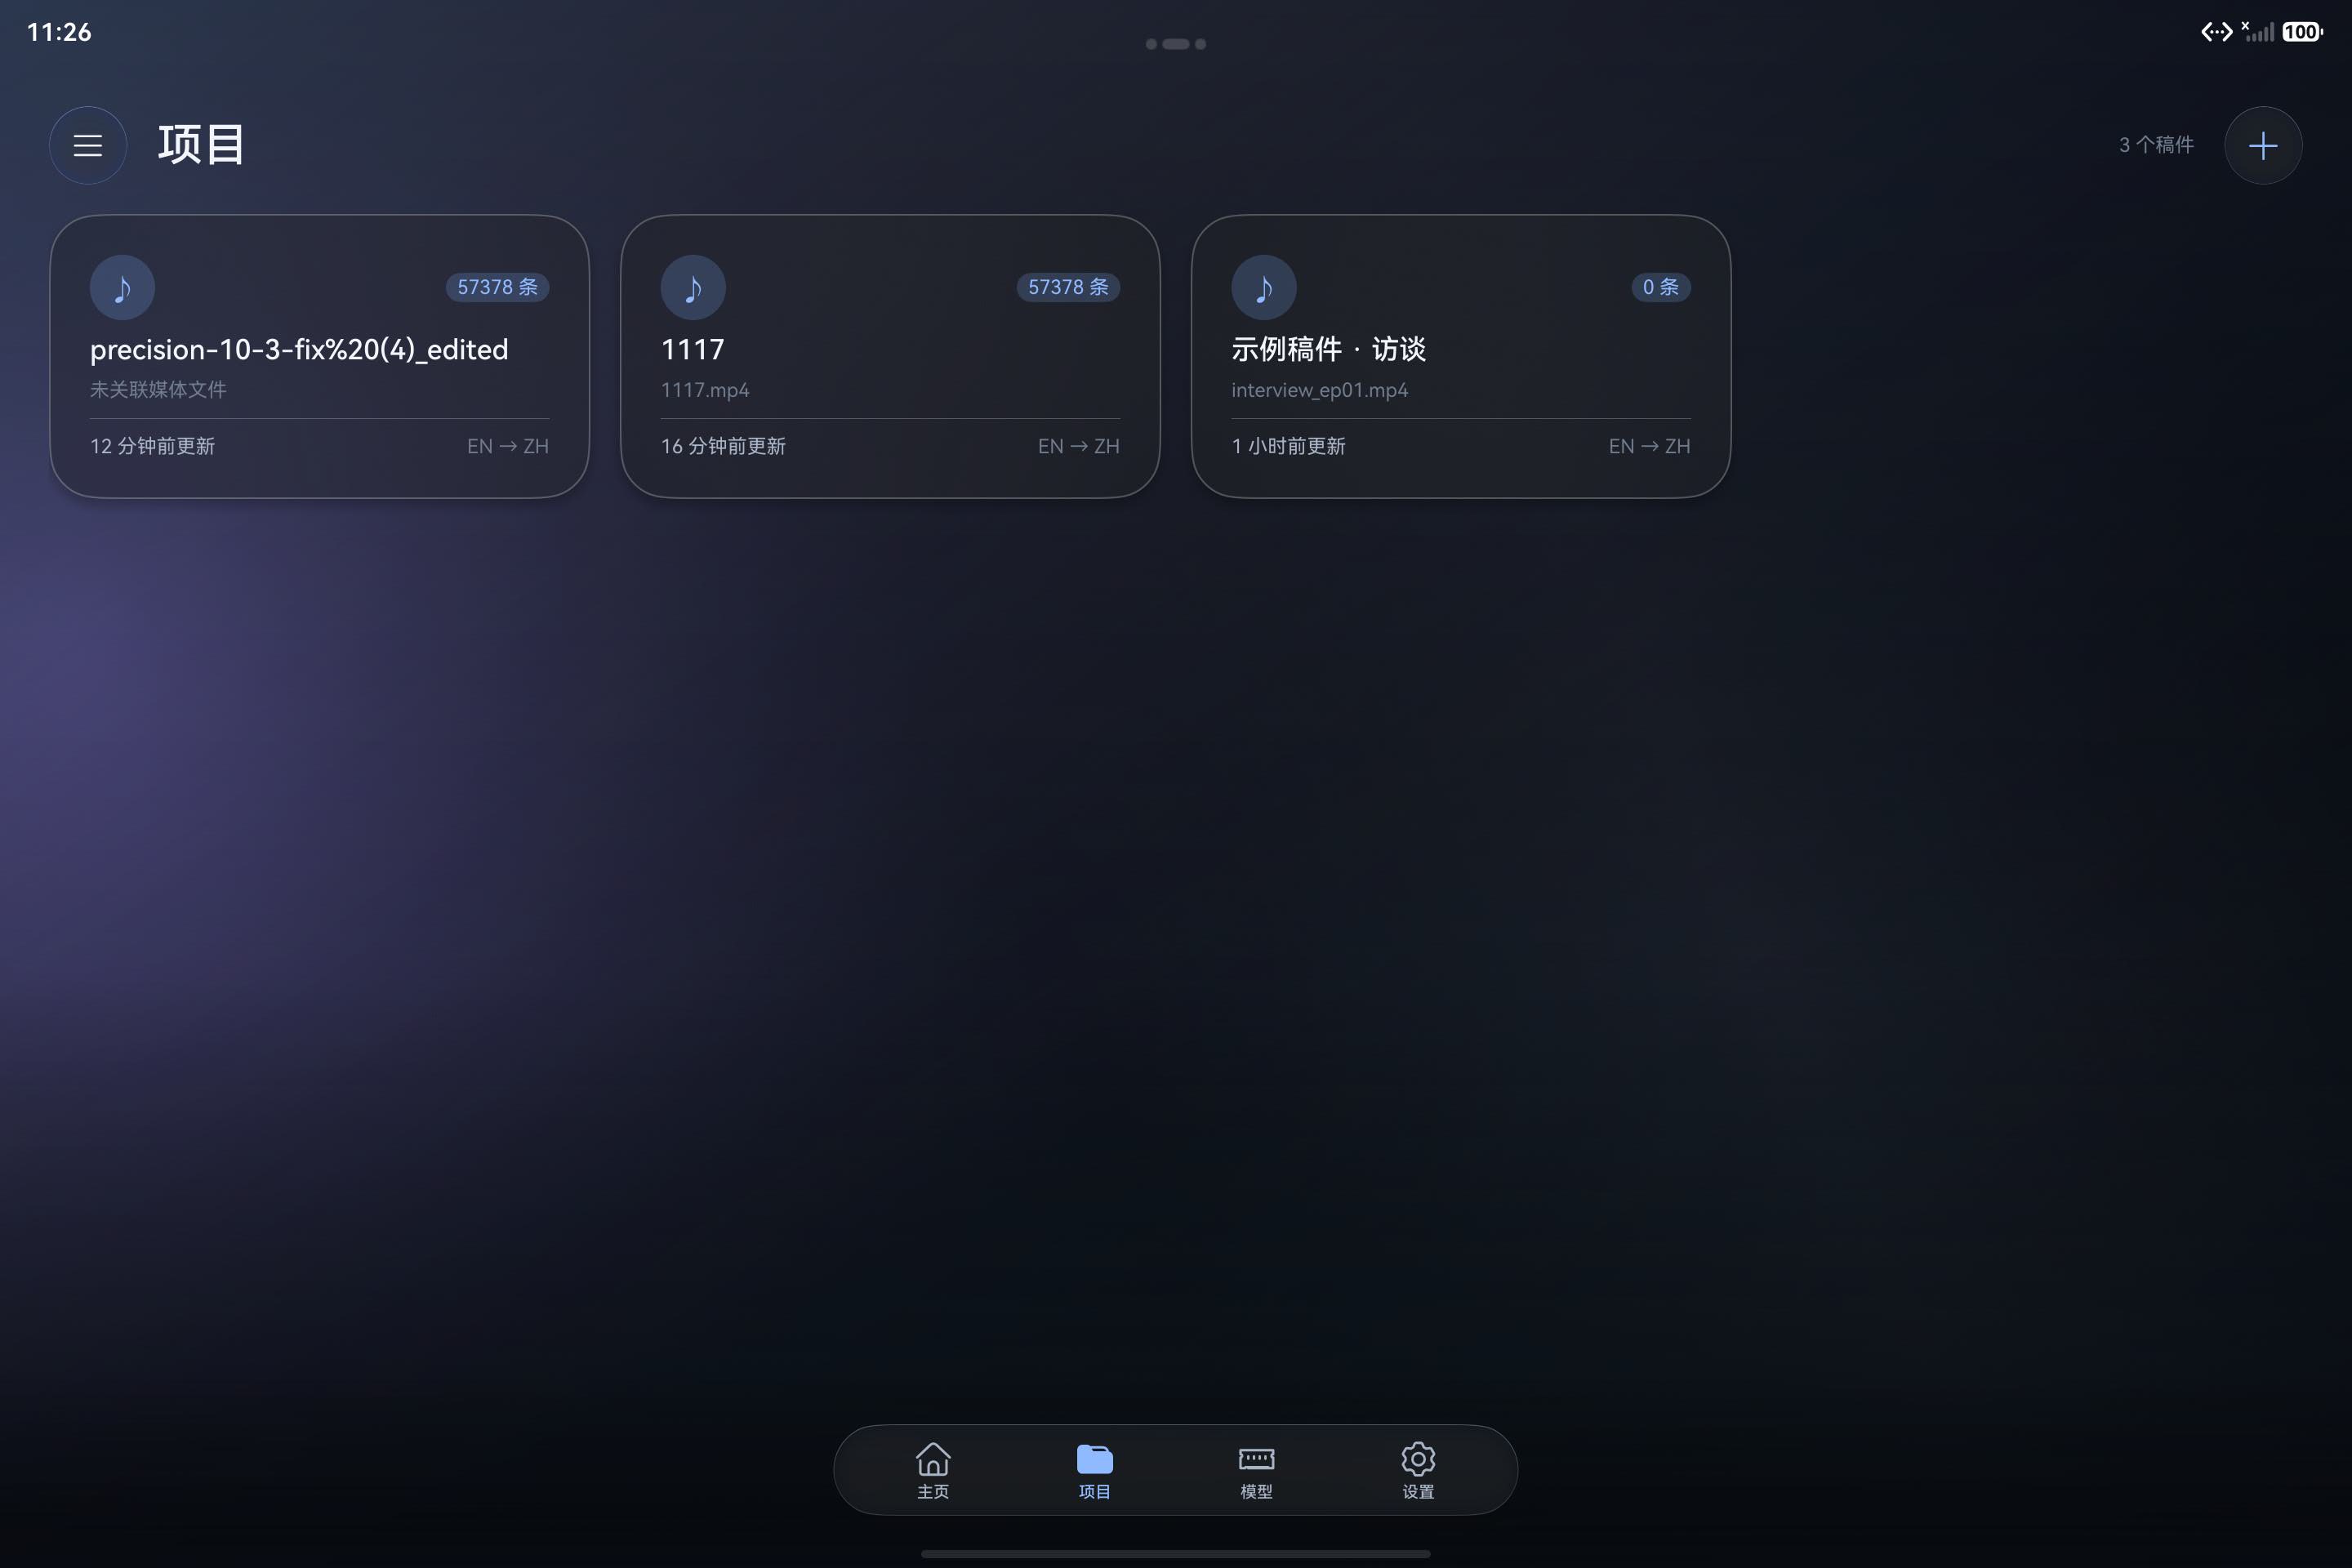 11:26
100
项目
3 个稿件
57378 条
precision-10-3-fix%20(4)_edited
未关联媒体文件
12 分钟前更新
EN → ZH
57378 条
1117
1117.mp4
16 分钟前更新
EN → ZH
0 条
示例稿件 · 访谈
interview_ep01.mp4
1 小时前更新
EN → ZH
主页
项目
模型
设置